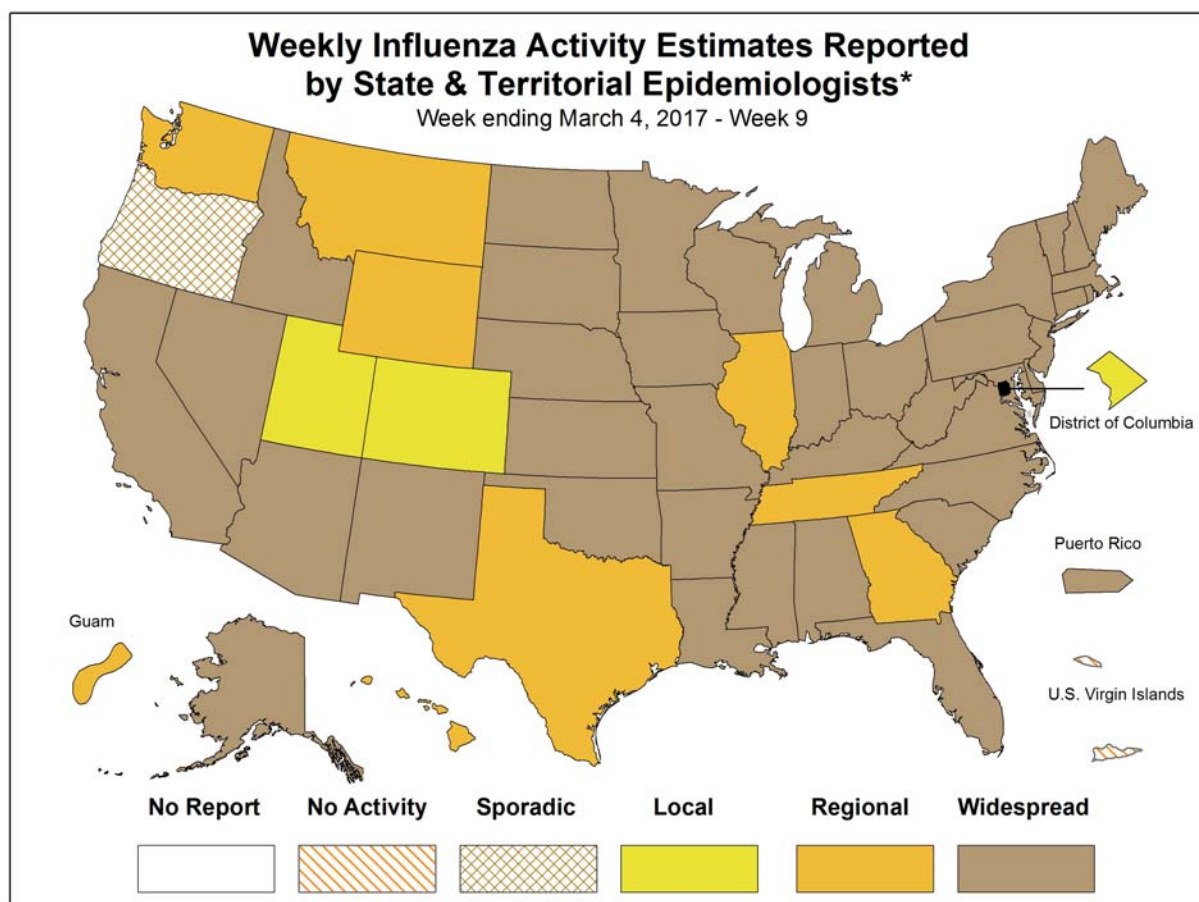 Weekly Influenza Activity Estimates Reported
by State & Territorial Epidemiologists*
Week ending March 4, 2017 - Week 9
District of Columbia
Puerto Rico
Guam
U.S. Virgin Islands
No Report
No Activity
Sporadic
Local
Regional
Widespread